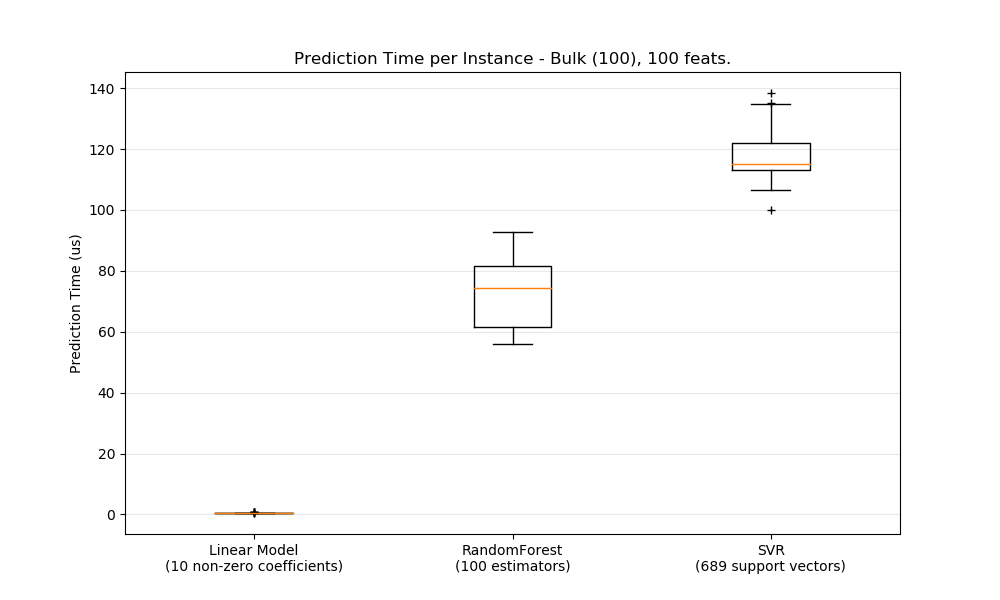 Prediction Time per Instance - Bulk (100), 100 feats.
140
120
100
80
60
40
20
0
Prediction Time (us)
Linear Model
(10 non-zero coefficients)
RandomForest
(100 estimators)
SVR
(689 support vectors)